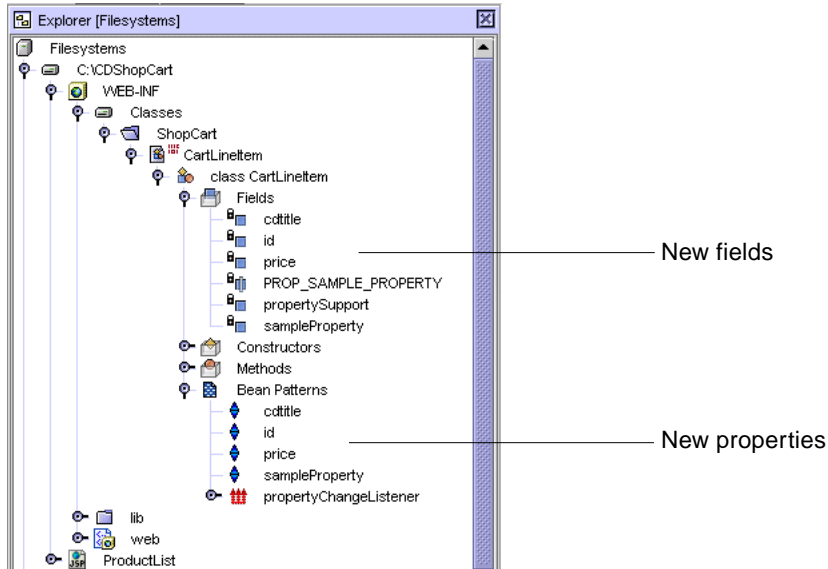 Explorer [Filesystems]
Filesystems
C:\CDShopCart
WEB-INF
Classes
ShopCart
CartLineItem
class CartLineItem
Fields
cdtitle
id
price
New fields
PROP_SAMPLE_PROPERTY
propertySupport
sampleProperty
Constructors
Methods
Bean Patterns
cdtitle
id
New properties
price
sampleProperty
propertyChangeListener
lib
web
JSP ProductList